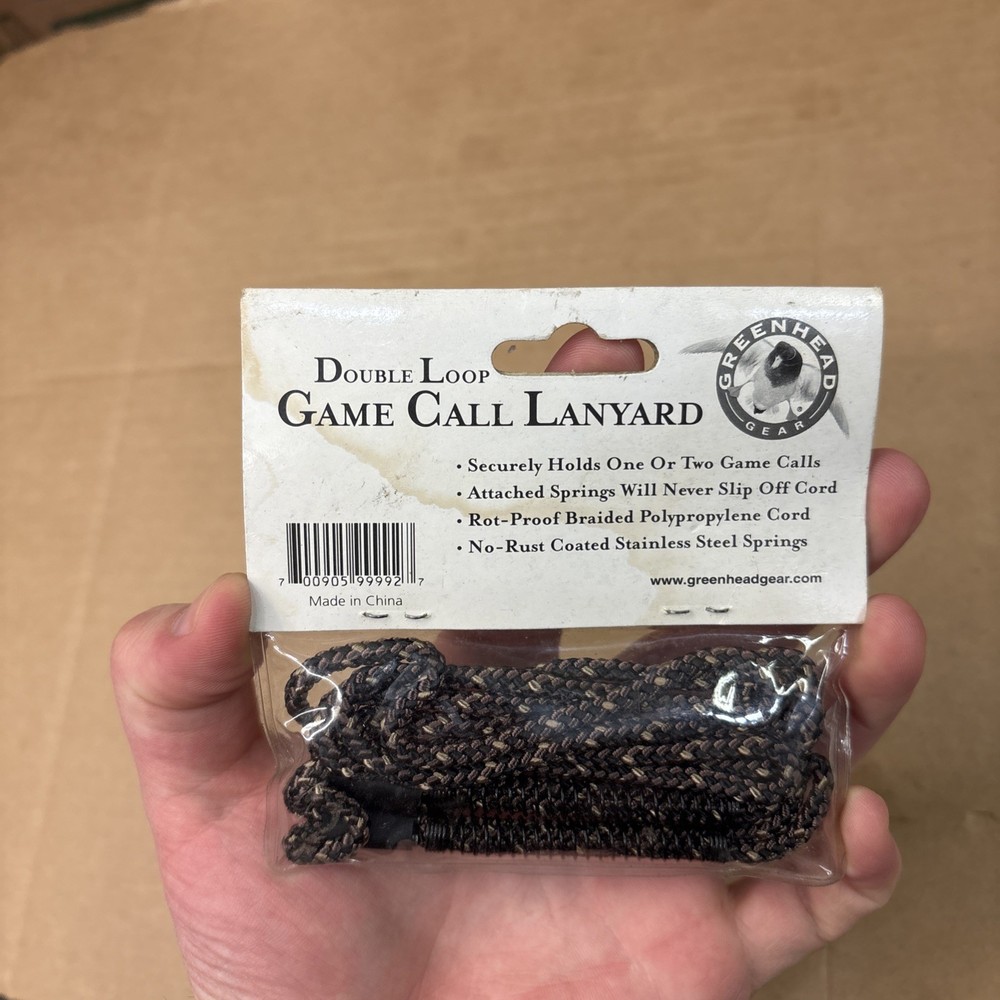 DOUBLE LOOP
GAME CALL LANYARD
GREENHEAD
GEAR
• Securely Holds One Or Two Game Calls
• Attached Springs Will Never Slip Off Cord
• Rot-Proof Braided Polypropylene Cord
• No-Rust Coated Stainless Steel Springs
www.greenheadgear.com
7 00905 99992 7
Made in China